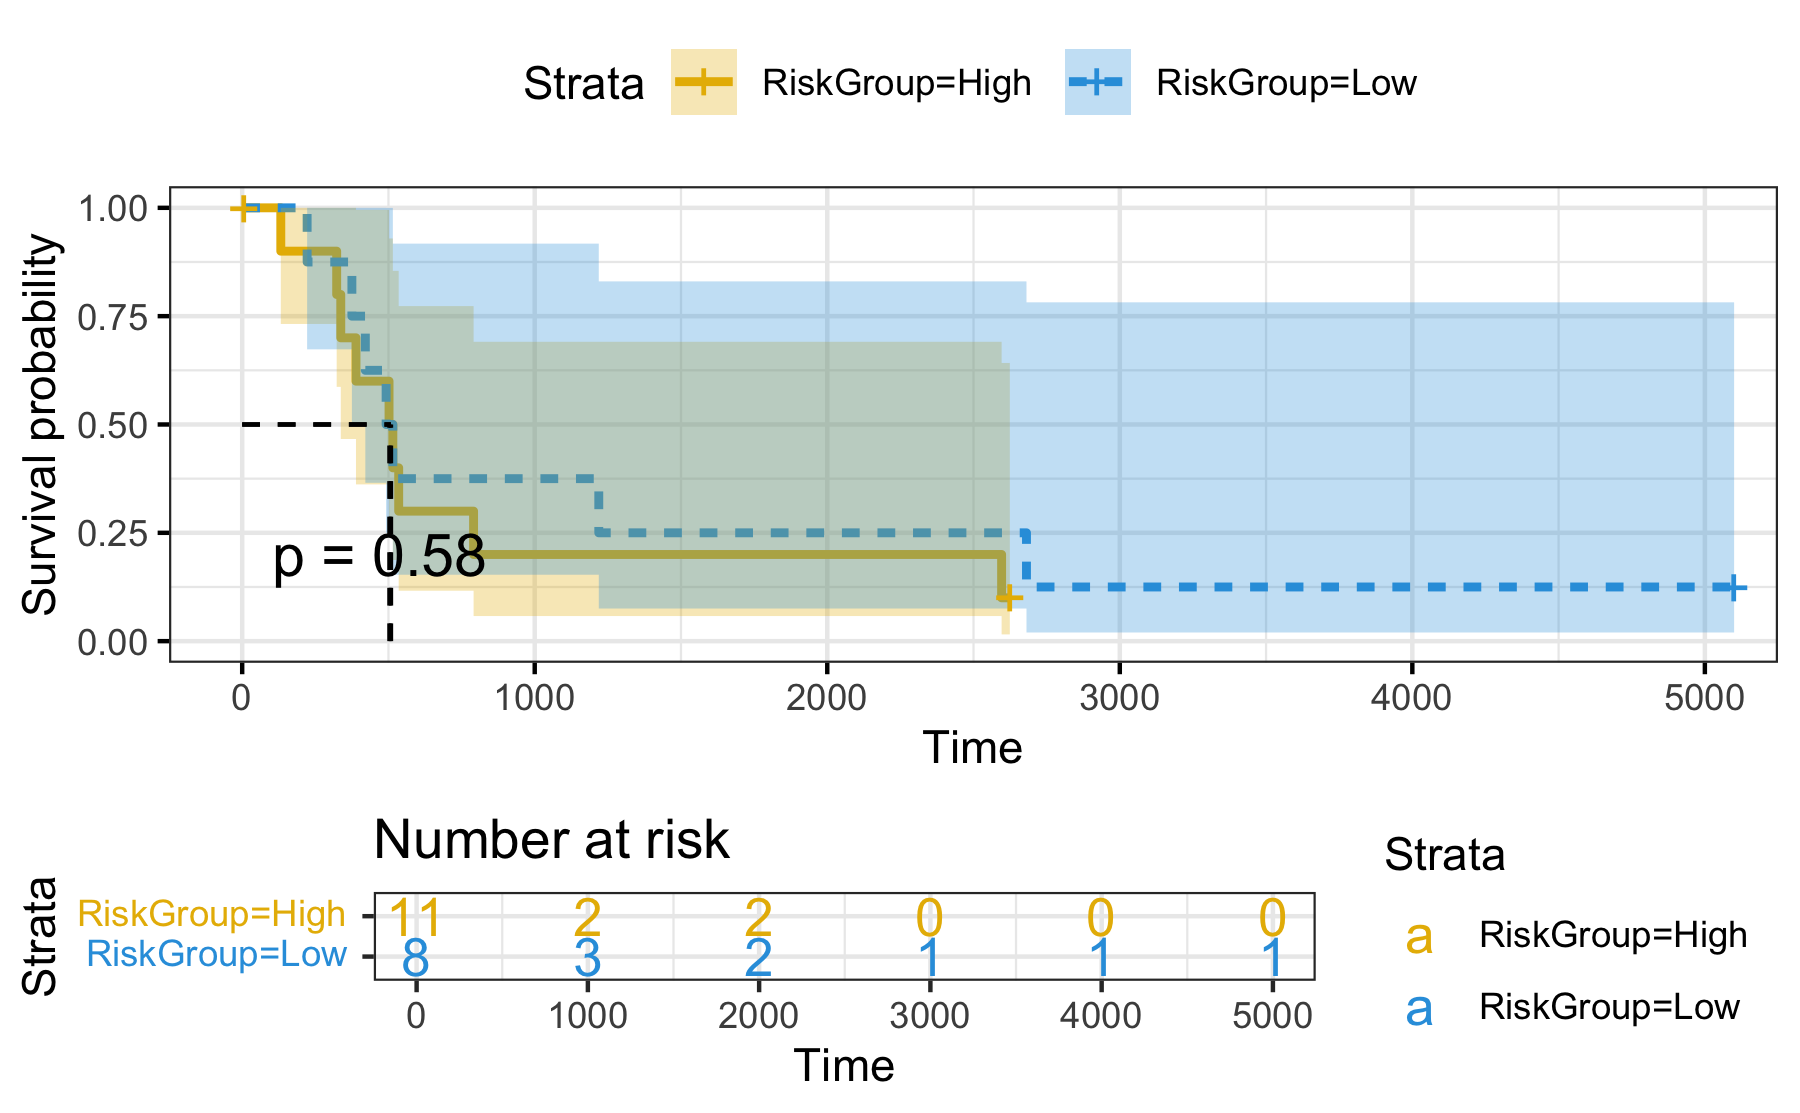 Strata RiskGroup=High RiskGroup=Low
Survival probability
1.00
0.75
0.50
0.25
0.00
p = 0.58
0 1000 2000 3000 4000 5000
Time
Number at risk
Strata
RiskGroup=High 11 2 2 0 0 0
RiskGroup=Low 8 3 2 1 1 1
0 1000 2000 3000 4000 5000
Time
Strata
a RiskGroup=High
a RiskGroup=Low